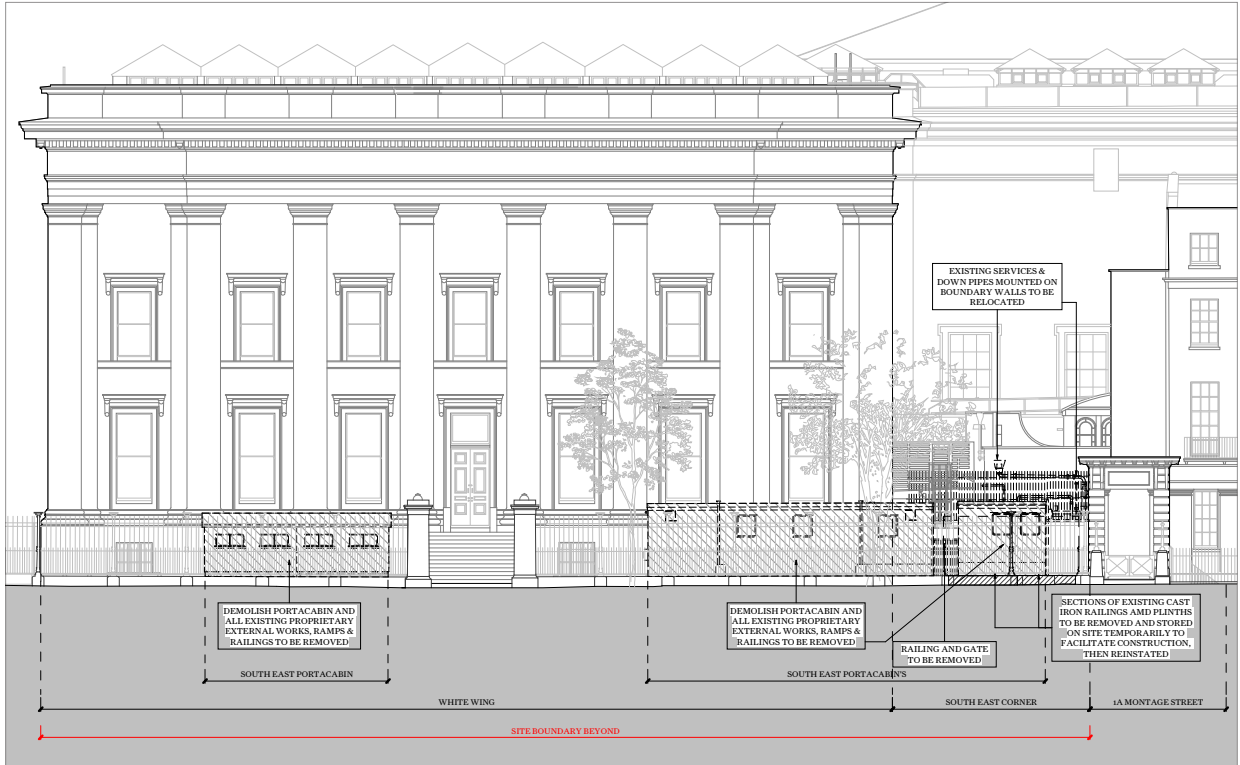 EXISTING SERVICES &
DOWN PIPES MOUNTED ON
BOUNDARY WALLS TO BE
RELOCATED
DEMOLISH PORTACABIN AND
ALL EXISTING PROPRIETARY
EXTERNAL WORKS, RAMPS &
RAILINGS TO BE REMOVED
DEMOLISH PORTACABIN AND
ALL EXISTING PROPRIETARY
EXTERNAL WORKS, RAMPS &
RAILINGS TO BE REMOVED
RAILING AND GATE
TO BE REMOVED
SECTIONS OF EXISTING CAST
IRON RAILINGS AMD PLINTHS
TO BE REMOVED AND STORED
ON SITE TEMPORARILY TO
FACILITATE CONSTRUCTION,
THEN REINSTATED
SOUTH EAST PORTACABIN
SOUTH EAST PORTACABIN'S
WHITE WING
SOUTH EAST CORNER
1A MONTAGE STREET
SITE BOUNDARY BEYOND